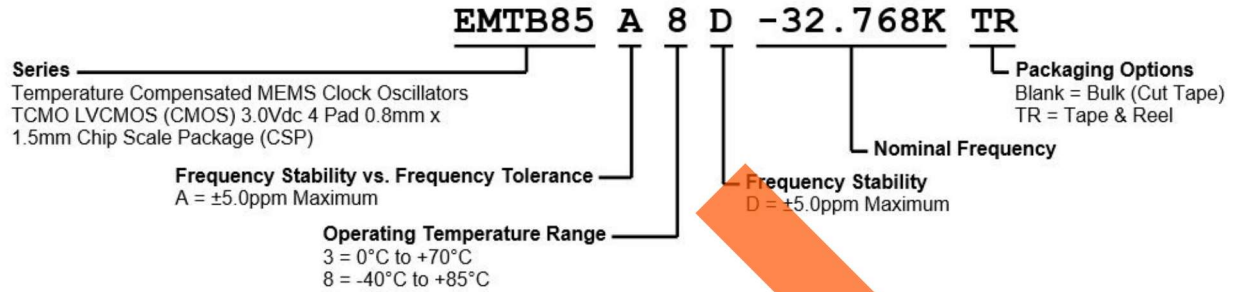 EMTB85 A 8 D -32.768K TR
Series
Temperature Compensated MEMS Clock Oscillators
TCMO LVCMOS (CMOS) 3.0Vdc 4 Pad 0.8mm x
1.5mm Chip Scale Package (CSP)
Packaging Options
Blank = Bulk (Cut Tape)
TR = Tape & Reel
Nominal Frequency
Frequency Stability vs. Frequency Tolerance
A = ±5.0ppm Maximum
Frequency Stability
D = ±5.0ppm Maximum
Operating Temperature Range
3 = 0°C to +70°C
8 = -40°C to +85°C